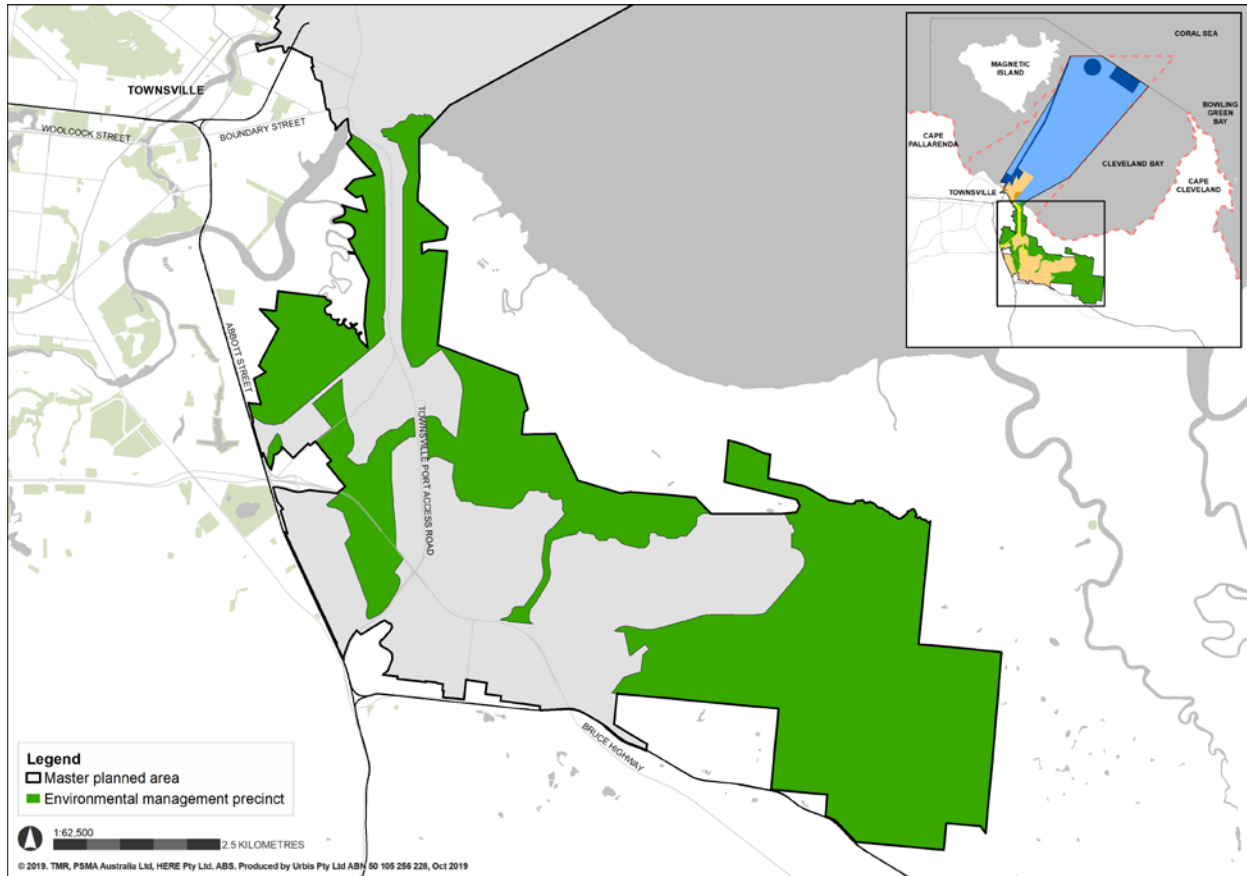 TOWNSVILLE
WOOLCOCK STREET
BOUNDARY STREET
ABBOTT STREET
TOWNSVILLE PORT ACCESS ROAD
BRUCE HIGHWAY
CORAL SEA
MAGNETIC
ISLAND
BOWLING
GREEN
BAY
CAPE
PALLARENDA
CLEVELAND BAY
CAPE
CLEVELAND
TOWNSVILLE
Legend
Master planned area
Environmental management precinct
1:62,500
2.5 KILOMETRES
© 2019. TMR, PSMA Australia Ltd, HERE Pty Ltd. ABS. Produced by Urbis Pty Ltd ABN 50 105 256 228, Oct 2019